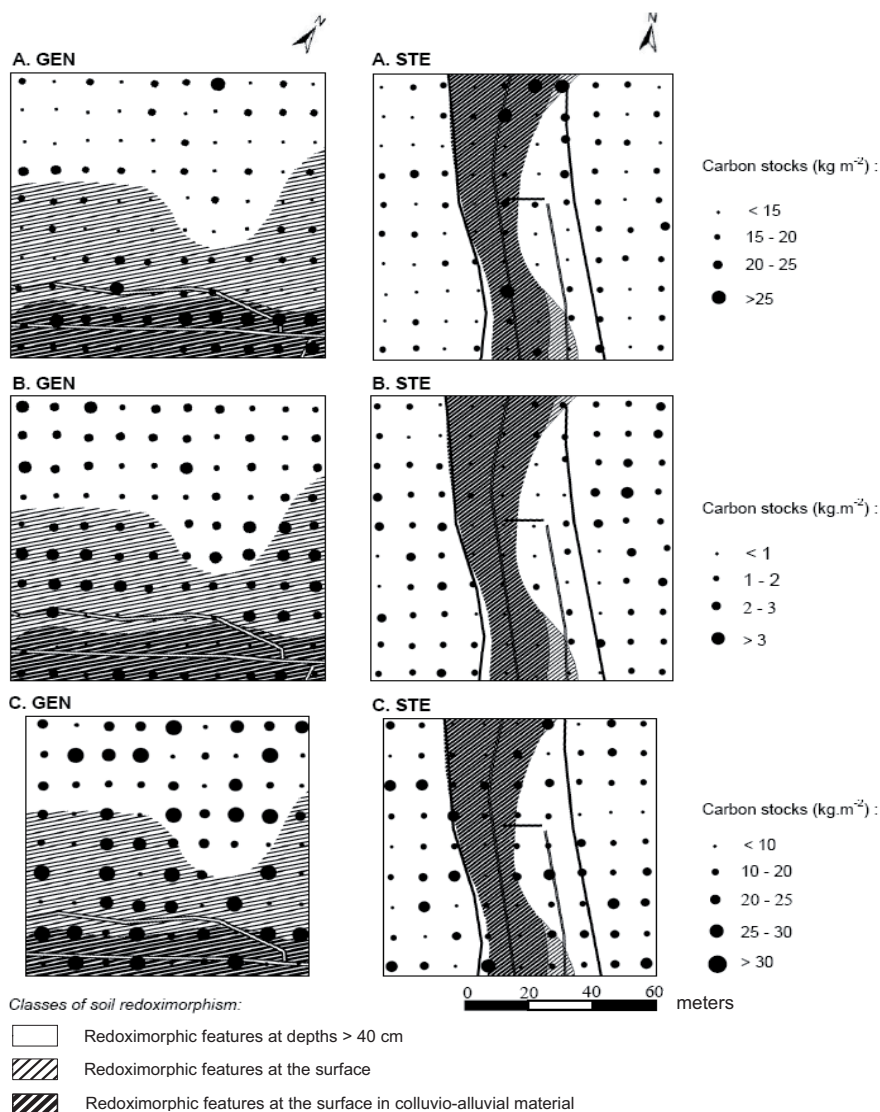 N
N
A. GEN
A. STE
Carbon stocks (kg m-2) :
< 15
15 - 20
20 - 25
>25
B. GEN
B. STE
Carbon stocks (kg.m-2) :
< 1
1 - 2
2 - 3
> 3
C. GEN
C. STE
Carbon stocks (kg.m-2) :
< 10
10 - 20
20 - 25
25 - 30
> 30
0 20 40 60 meters
Classes of soil redoximorphism:
Redoximorphic features at depths > 40 cm
Redoximorphic features at the surface
Redoximorphic features at the surface in colluvio-alluvial material